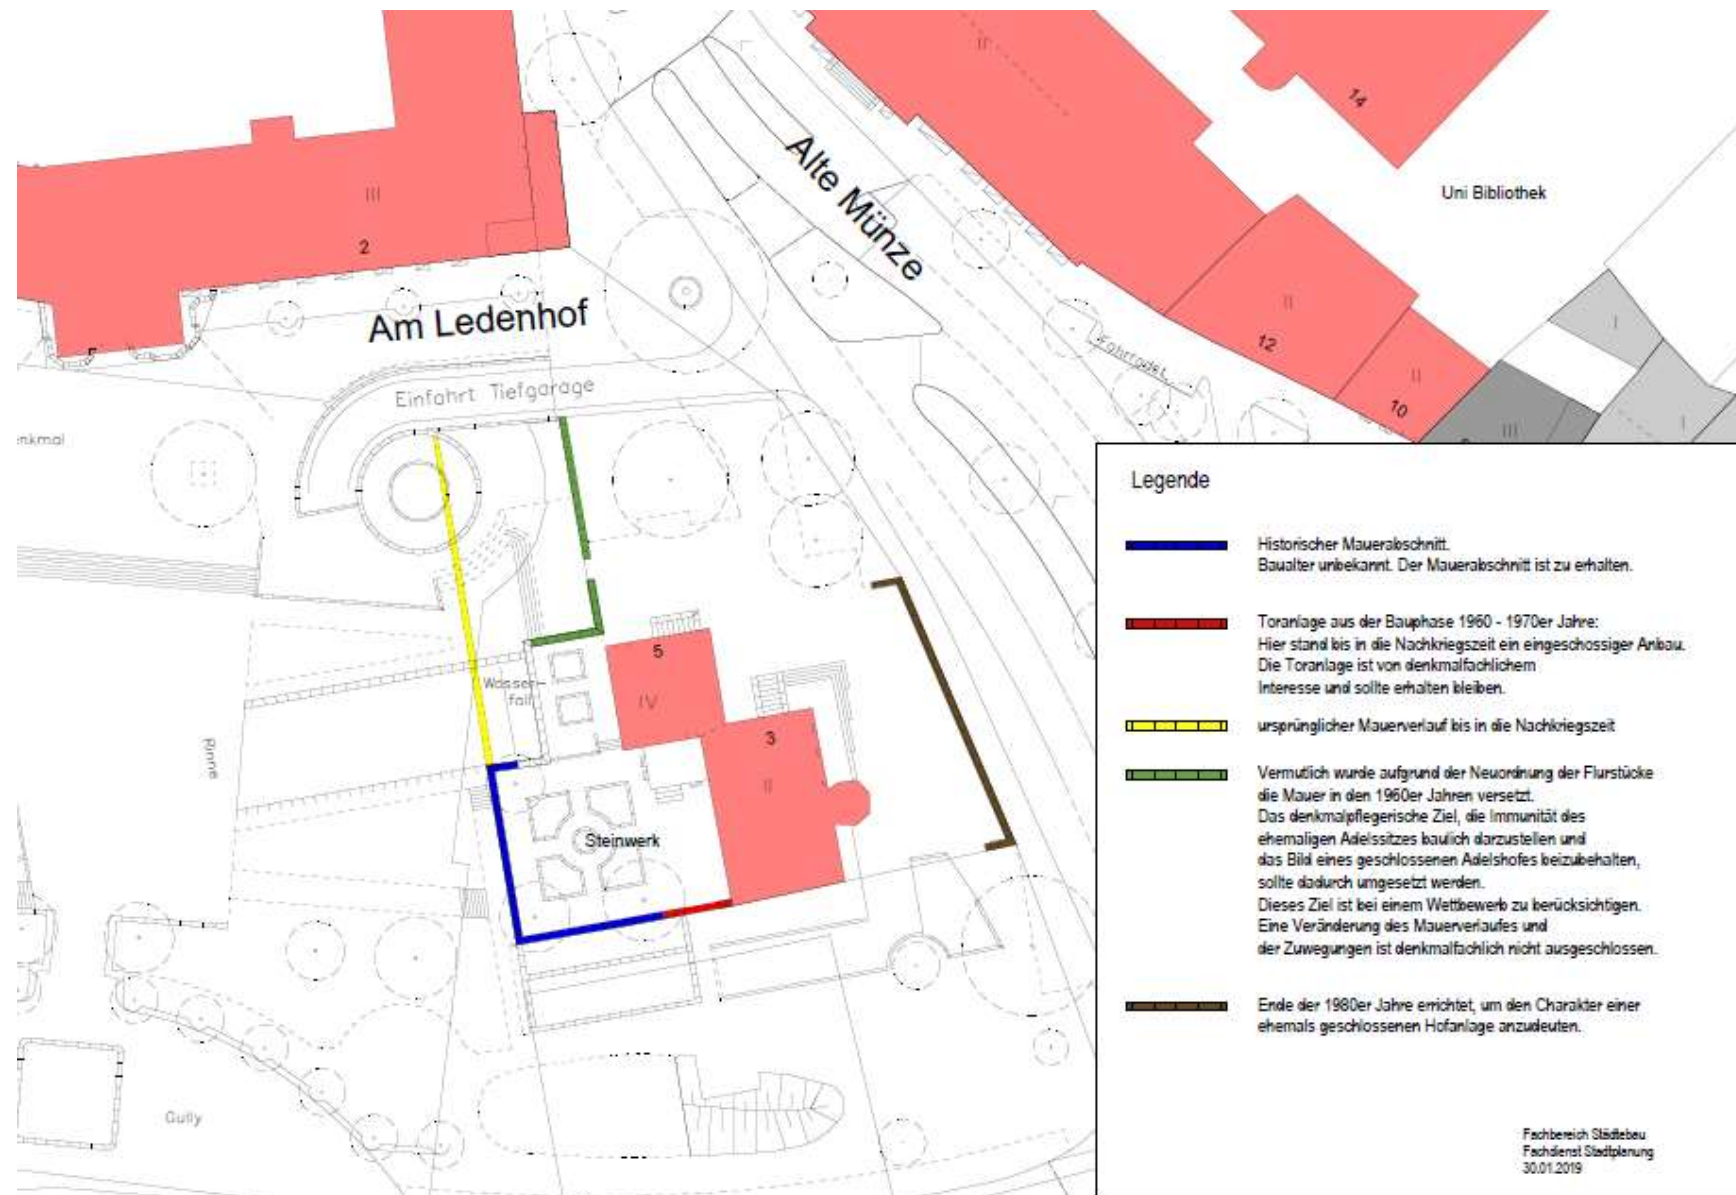 II
14
Alte Münze
Uni Bibliothek
III
2
Am Ledenhof
II
12
Fahrradst.
II
10
III
I
I
Einfahrt Tiefgarage
enkmal
5
IV
Wasser-
fall
3
II
Rinne
Steinwerk
Gully
Legende
Historischer Mauerabschnitt.
Baualter unbekannt. Der Mauerabschnitt ist zu erhalten.
Toranlage aus der Bauphase 1960 - 1970er Jahre:
Hier stand bis in die Nachkriegszeit ein eingeschossiger Anbau.
Die Toranlage ist von denkmalfachlichem
Interesse und sollte erhalten bleiben.
ursprünglicher Mauerverlauf bis in die Nachkriegszeit
Vermutlich wurde aufgrund der Neuordnung der Flurstücke
die Mauer in den 1960er Jahren versetzt.
Das denkmalpflegerische Ziel, die Immunität des
ehemaligen Adelssitzes baulich darzustellen und
das Bild eines geschlossenen Adelshofes beizubehalten,
sollte dadurch umgesetzt werden.
Dieses Ziel ist bei einem Wettbewerb zu berücksichtigen.
Eine Veränderung des Mauerverlaufes und
der Zuwegungen ist denkmalfachlich nicht ausgeschlossen.
Ende der 1980er Jahre errichtet, um den Charakter einer
ehemals geschlossenen Hofanlage anzudeuten.
Fachbereich Städtebau
Fachdienst Stadtplanung
30.01.2019